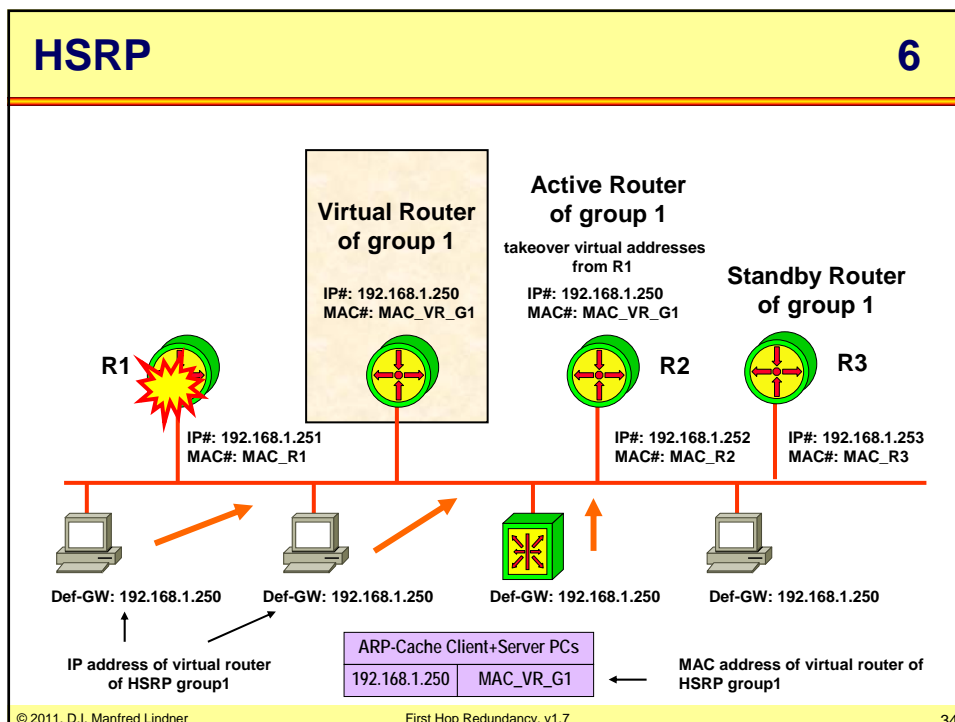 HSRP 6
Virtual Router
of group 1
IP#: 192.168.1.250
MAC#: MAC_VR_G1
Active Router
of group 1
takeover virtual addresses
from R1
IP#: 192.168.1.250
MAC#: MAC_VR_G1
Standby Router
of group 1
R1
R2
R3
IP#: 192.168.1.251
MAC#: MAC_R1
IP#: 192.168.1.252
MAC#: MAC_R2
IP#: 192.168.1.253
MAC#: MAC_R3
Def-GW: 192.168.1.250
Def-GW: 192.168.1.250
Def-GW: 192.168.1.250
Def-GW: 192.168.1.250
IP address of virtual router
of HSRP group1
ARP-Cache Client+Server PCs
192.168.1.250 MAC_VR_G1
MAC address of virtual router of
HSRP group1
© 2011, D.I. Manfred Lindner First Hop Redundancy, v1.7 34